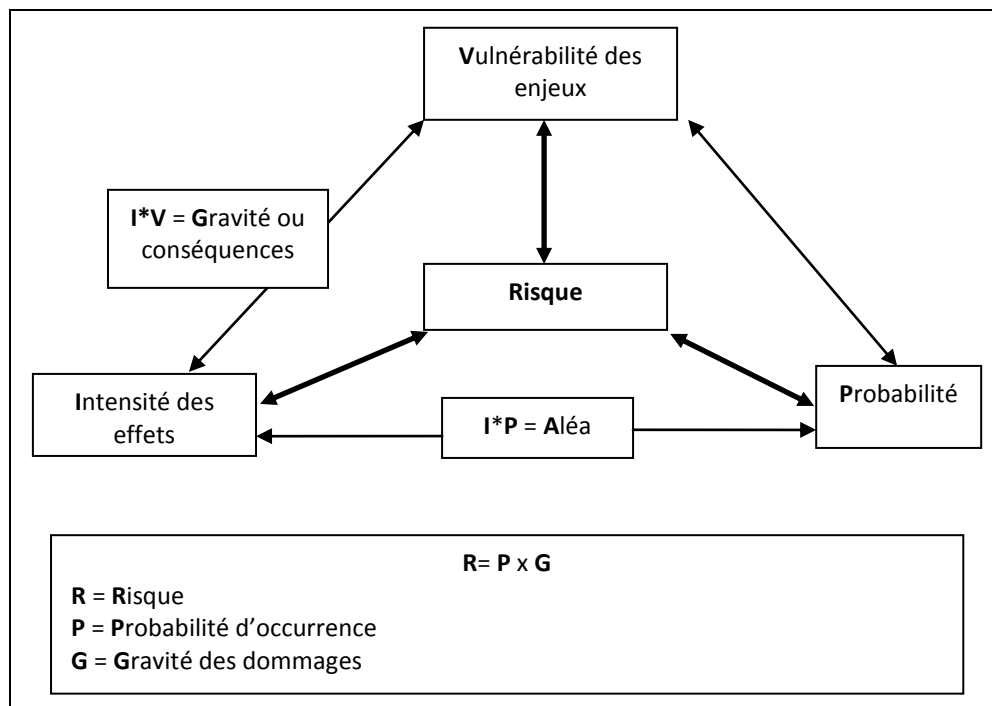 Vulnérabilité des
enjeux
I*V = Gravité ou
conséquences
Risque
Intensité des
effets
I*P = Aléa
Probabilité
R= P x G
R = Risque
P = Probabilité d’occurrence
G = Gravité des dommages